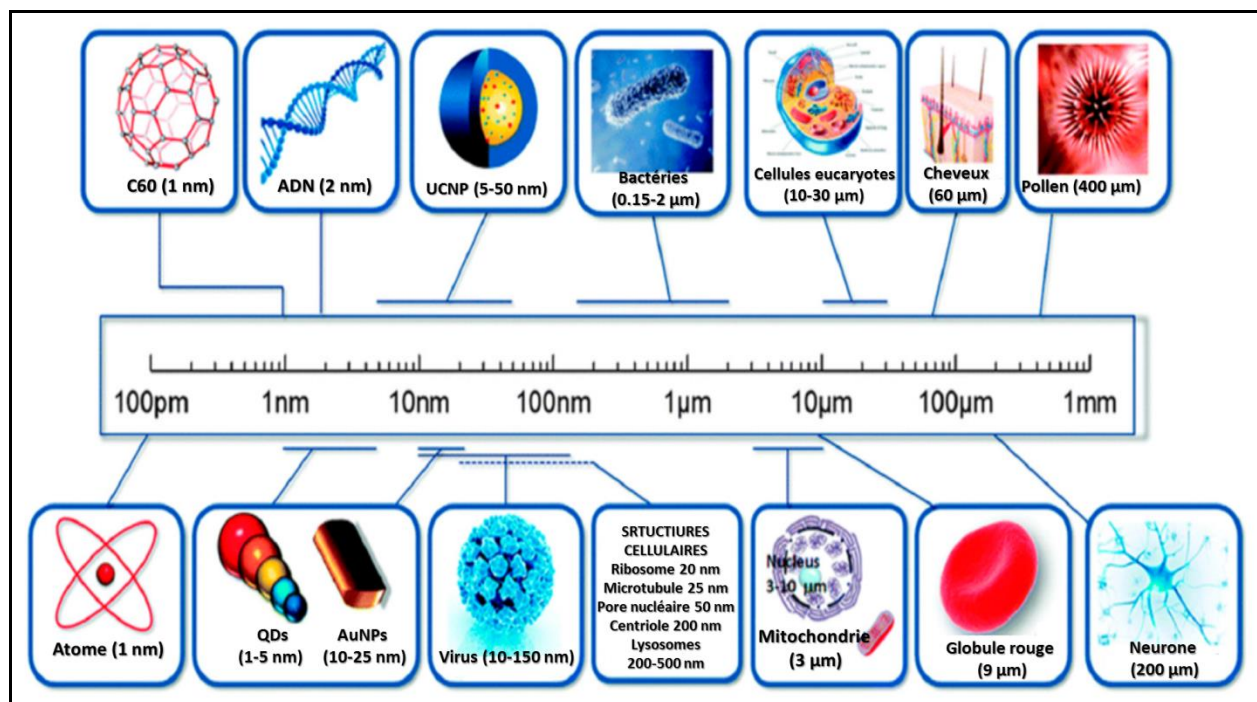 C60 (1 nm)
ADN (2 nm)
UCNP (5-50 nm)
Bactéries
(0.15-2 µm)
Cellules eucaryotes
(10-30 µm)
Cheveux
(60 µm)
Pollen (400 µm)
100pm 1nm 10nm 100nm 1µm 10µm 100µm 1mm
Atome (1 nm)
QDs
(1-5 nm)
AuNPs
(10-25 nm)
Virus (10-150 nm)
SRTUCTIURES
CELLULAIRES
Ribosome 20 nm
Microtubule 25 nm
Pore nucléaire 50 nm
Centriole 200 nm
Lysosomes
200-500 nm
Nucleus
3-10 µm
Mitochondrie
(3 µm)
Globule rouge
(9 µm)
Neurone
(200 µm)